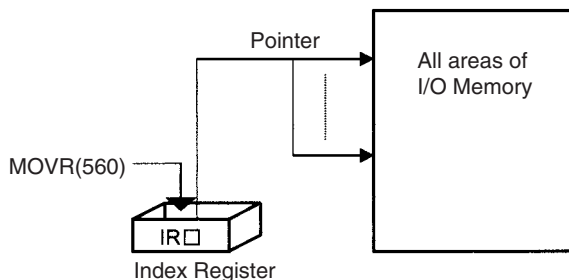 Pointer
All areas of
I/O Memory
MOVR(560)
IR□
Index Register